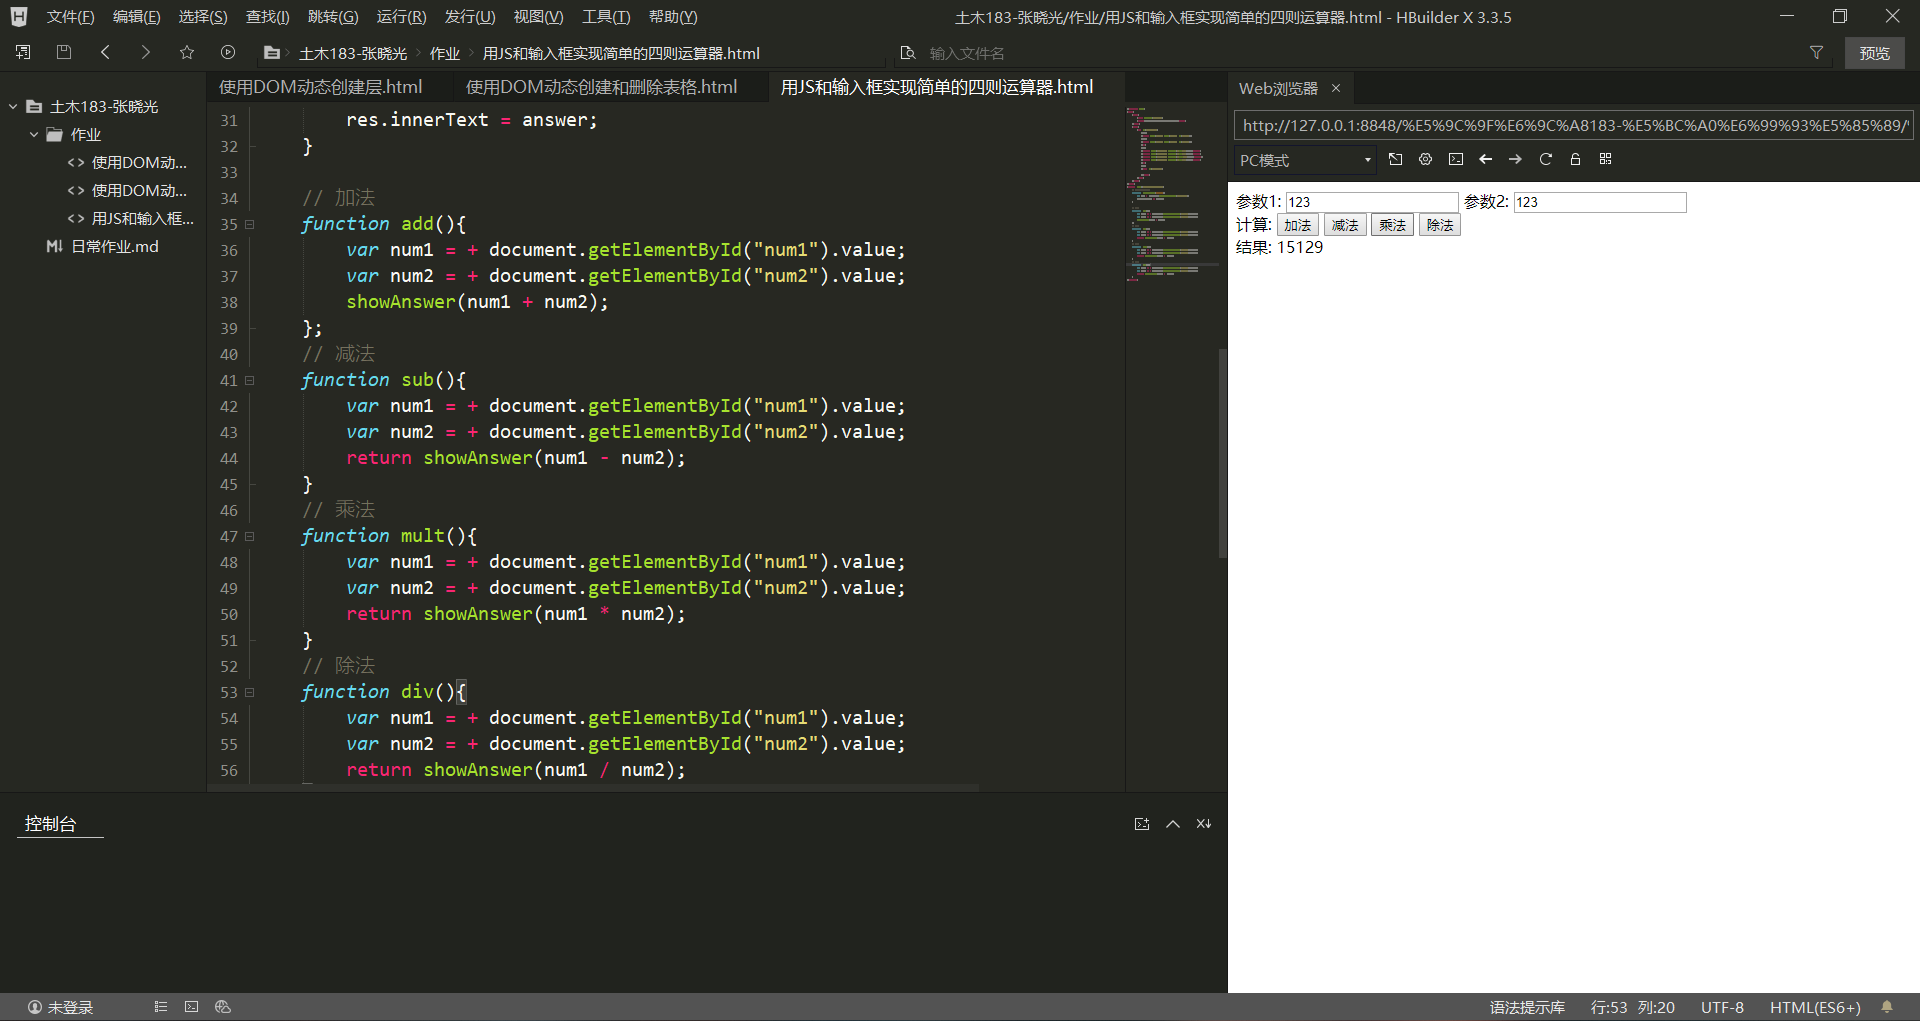 文件(F) 编辑(E) 选择(S) 查找(I) 跳转(G) 运行(R) 发行(U) 视图(V) 工具(T) 帮助(Y)
土木183-张晓光/作业/用JS和输入框实现简单的四则运算器.html - HBuilder X 3.3.5
土木183-张晓光 作业 用JS和输入框实现简单的四则运算器.html
输入文件名
预览
土木183-张晓光
作业
<> 使用DOM动...
<> 使用DOM动...
<> 用JS和输入框...
M↓ 日常作业.md
使用DOM动态创建层.html
使用DOM动态创建和删除表格.html
用JS和输入框实现简单的四则运算器.html
31 res.innerText = answer;
32 }
33
34 // 加法
35 function add(){
36 var num1 = + document.getElementById("num1").value;
37 var num2 = + document.getElementById("num2").value;
38 showAnswer(num1 + num2);
39 };
40 // 减法
41 function sub(){
42 var num1 = + document.getElementById("num1").value;
43 var num2 = + document.getElementById("num2").value;
44 return showAnswer(num1 - num2);
45 }
46 // 乘法
47 function mult(){
48 var num1 = + document.getElementById("num1").value;
49 var num2 = + document.getElementById("num2").value;
50 return showAnswer(num1 * num2);
51 }
52 // 除法
53 function div(){
54 var num1 = + document.getElementById("num1").value;
55 var num2 = + document.getElementById("num2").value;
56 return showAnswer(num1 / num2);
Web浏览器
http://127.0.0.1:8848/%E5%9C%9F%E6%9C%A8183-%E5%BC%A0%E6%99%93%E5%85%89/
PC模式
参数1: 123 参数2: 123
计算: 加法 减法 乘法 除法
结果: 15129
控制台
未登录
语法提示库 行:53 列:20 UTF-8 HTML(ES6+)